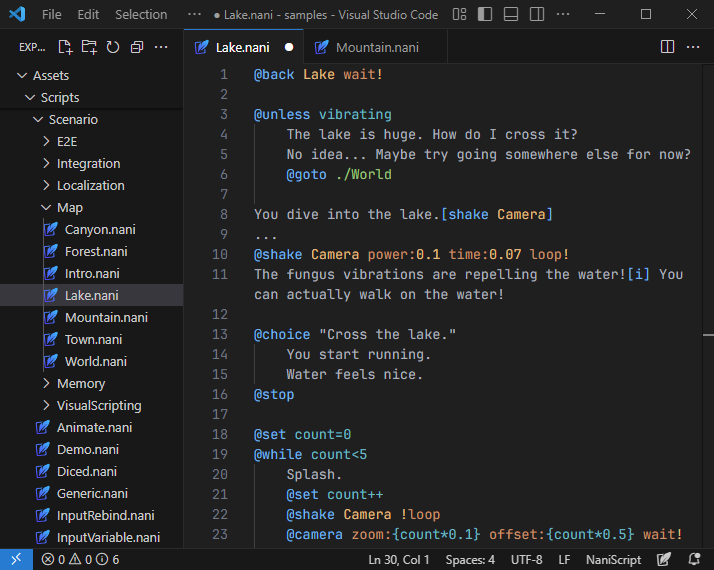 File Edit Selection ··· ● Lake.nani - samples - Visual Studio Code
EXP... ···
Lake.nani ●
Mountain.nani
···
Assets
Scripts
Scenario
E2E
Integration
Localization
Map
Canyon.nani
Forest.nani
Intro.nani
Lake.nani
Mountain.nani
Town.nani
World.nani
Memory
VisualScripting
Animate.nani
Demo.nani
Diced.nani
Generic.nani
InputRebind.nani
InputVariable.nani
1 @back Lake wait!
2
3 @unless vibrating
4 The lake is huge. How do I cross it?
5 No idea... Maybe try going somewhere else for now?
6 @goto ./World
7
8 You dive into the lake.[shake Camera]
9 ...
10 @shake Camera power:0.1 time:0.07 loop!
11 The fungus vibrations are repelling the water![i] You
can actually walk on the water!
12
13 @choice "Cross the lake."
14 You start running.
15 Water feels nice.
16 @stop
17
18 @set count=0
19 @while count<5
20 Splash.
21 @set count++
22 @shake Camera !loop
23 @camera zoom:{count*0.1} offset:{count*0.5} wait!
0 0 6 Ln 30, Col 1 Spaces: 4 UTF-8 LF NaniScript